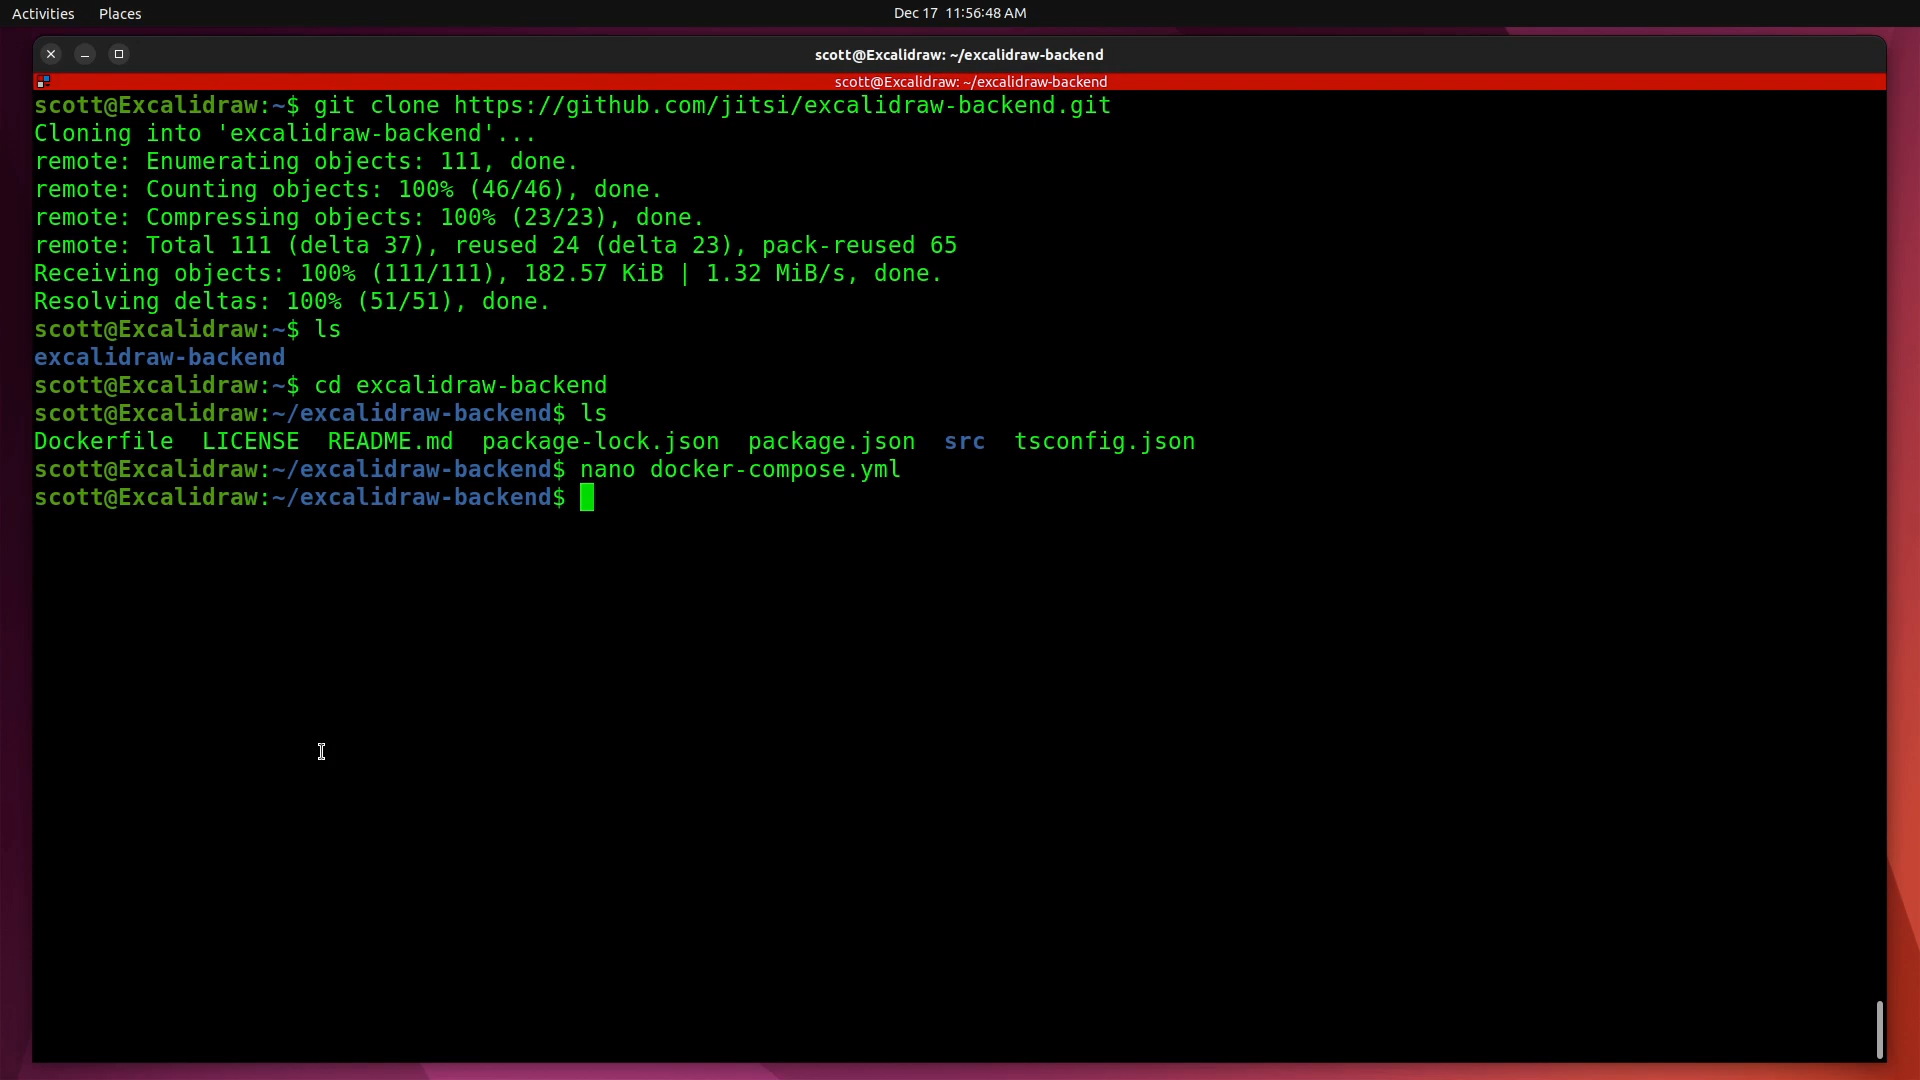 Activities Places Dec 17 11:56:48 AM
scott@Excalidraw: ~/excalidraw-backend
scott@Excalidraw: ~/excalidraw-backend
scott@Excalidraw:~$ git clone https://github.com/jitsi/excalidraw-backend.git
Cloning into 'excalidraw-backend'...
remote: Enumerating objects: 111, done.
remote: Counting objects: 100% (46/46), done.
remote: Compressing objects: 100% (23/23), done.
remote: Total 111 (delta 37), reused 24 (delta 23), pack-reused 65
Receiving objects: 100% (111/111), 182.57 KiB | 1.32 MiB/s, done.
Resolving deltas: 100% (51/51), done.
scott@Excalidraw:~$ ls
excalidraw-backend
scott@Excalidraw:~$ cd excalidraw-backend
scott@Excalidraw:~/excalidraw-backend$ ls
Dockerfile  LICENSE  README.md  package-lock.json  package.json  src  tsconfig.json
scott@Excalidraw:~/excalidraw-backend$ nano docker-compose.yml
scott@Excalidraw:~/excalidraw-backend$